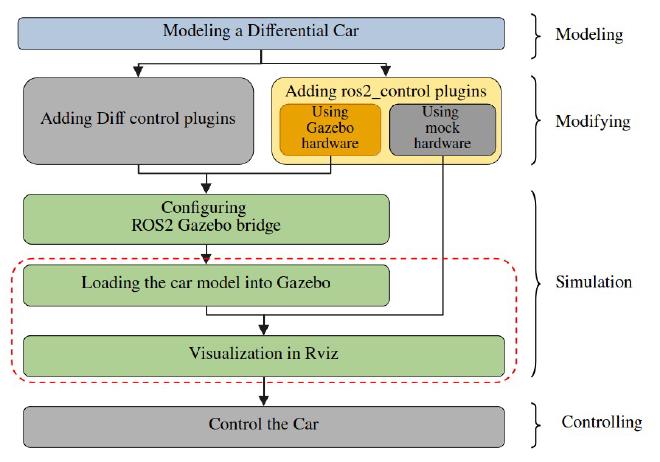 Modeling a Differential Car
Modeling
Adding Diff control plugins
Adding ros2_control plugins
Using
Gazebo
hardware
Using
mock
hardware
Modifying
Configuring
ROS2 Gazebo bridge
Loading the car model into Gazebo
Simulation
Visualization in Rviz
Control the Car
Controlling